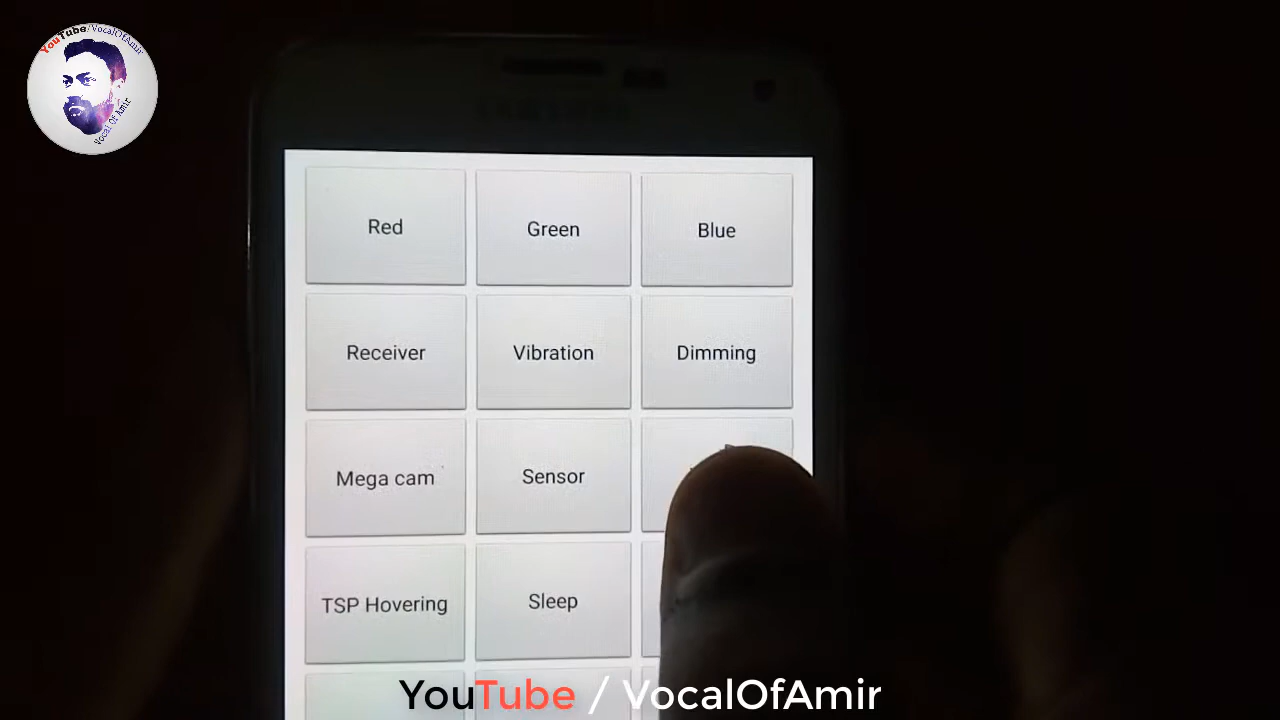 YouTube/VocalOfAmir
Vocal Of Amir
Red Green Blue
Receiver Vibration Dimming
Mega cam Sensor
TSP Hovering Sleep
YouTube / VocalOfAmir